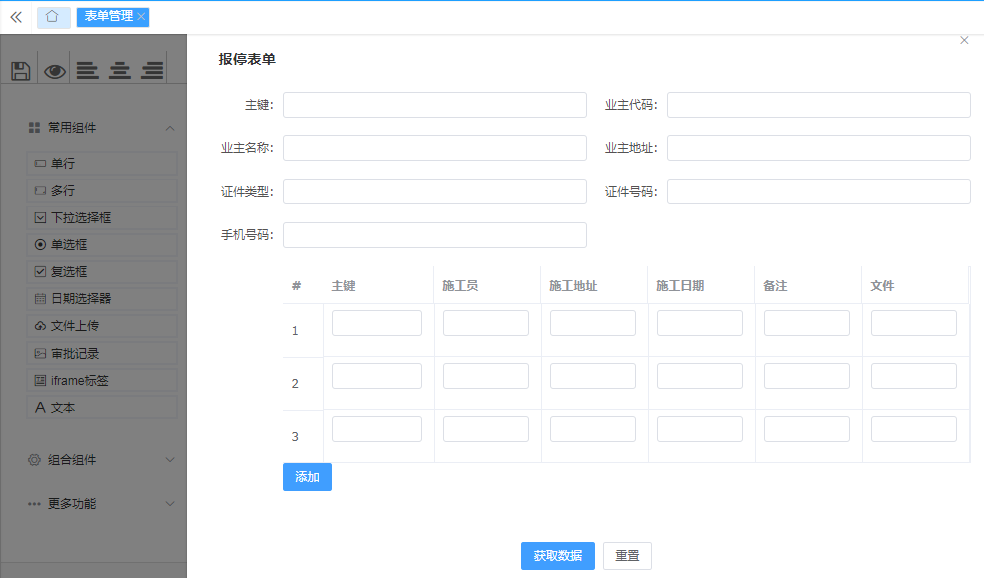 表单管理
常用组件
单行
多行
下拉选择框
单选框
复选框
日期选择器
文件上传
审批记录
iframe标签
A 文本
组合组件
更多功能
报停表单
主键: 业主代码:
业主名称: 业主地址:
证件类型: 证件号码:
手机号码:
# 主键 施工员 施工地址 施工日期 备注 文件
1
2
3
添加
获取数据 重置